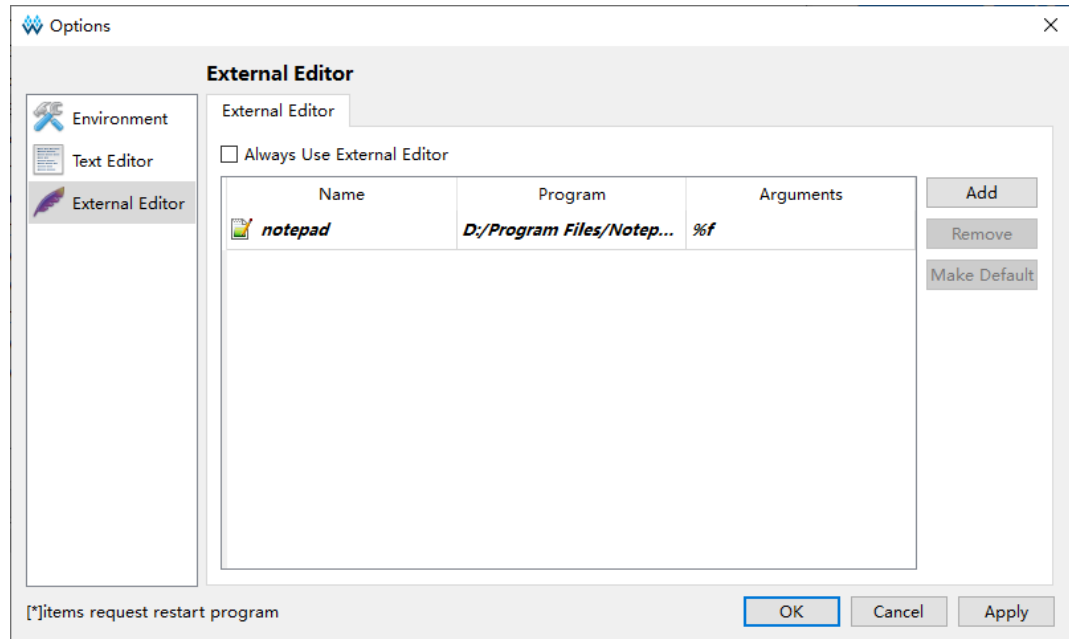 Options
External Editor
Environment
Text Editor
External Editor
External Editor
Always Use External Editor
Name Program Arguments
notepad D:/Program Files/Notep... %f
Add
Remove
Make Default
[*]items request restart program
OK Cancel Apply